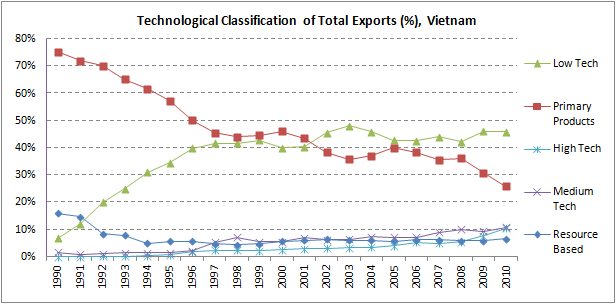 Technological Classification of Total Exports (%), Vietnam
80%
70%
60%
50%
40%
30%
20%
10%
0%
1990 1991 1992 1993 1994 1995 1996 1997 1998 1999 2000 2001 2002 2003 2004 2005 2006 2007 2008 2009 2010
Low Tech
Primary
Products
High Tech
Medium
Tech
Resource
Based